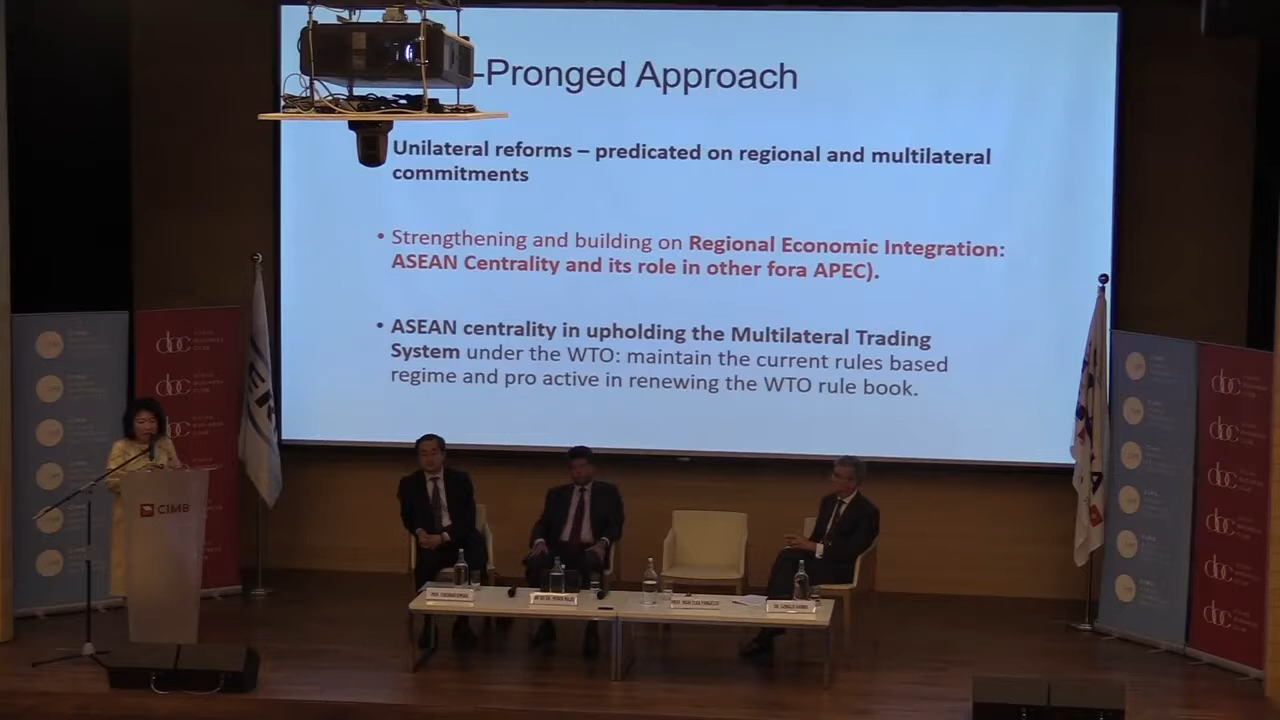 -Pronged Approach
Unilateral reforms – predicated on regional and multilateral
commitments
• Strengthening and building on Regional Economic Integration:
ASEAN Centrality and its role in other fora APEC).
• ASEAN centrality in upholding the Multilateral Trading
System under the WTO: maintain the current rules based
regime and pro active in renewing the WTO rule book.
CIMB